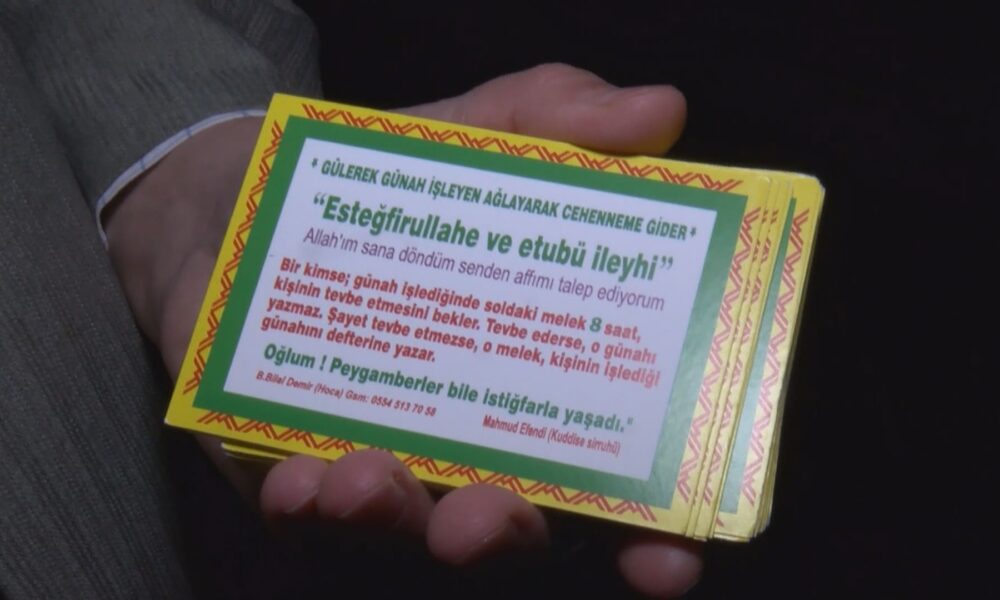 * GÜLEREK GÜNAH İŞLEYEN AĞLAYARAK CEHENNEME GİDER *
“Esteğfirullahe ve etubü ileyhi”
Allah'ım sana döndüm senden affımı talep ediyorum
Bir kimse; günah işlediğinde soldaki melek 8 saat,
kişinin tevbe etmesini bekler. Tevbe ederse, o günahı
yazmaz. Şayet tevbe etmezse, o melek, kişinin işlediği
günahını defterine yazar.
Oğlum ! Peygamberler bile istiğfarla yaşadı."
B.Bilal Demir (Hoca) Gsm: 0554 513 70 58
Mahmud Efendi (Kuddise sirruhü)